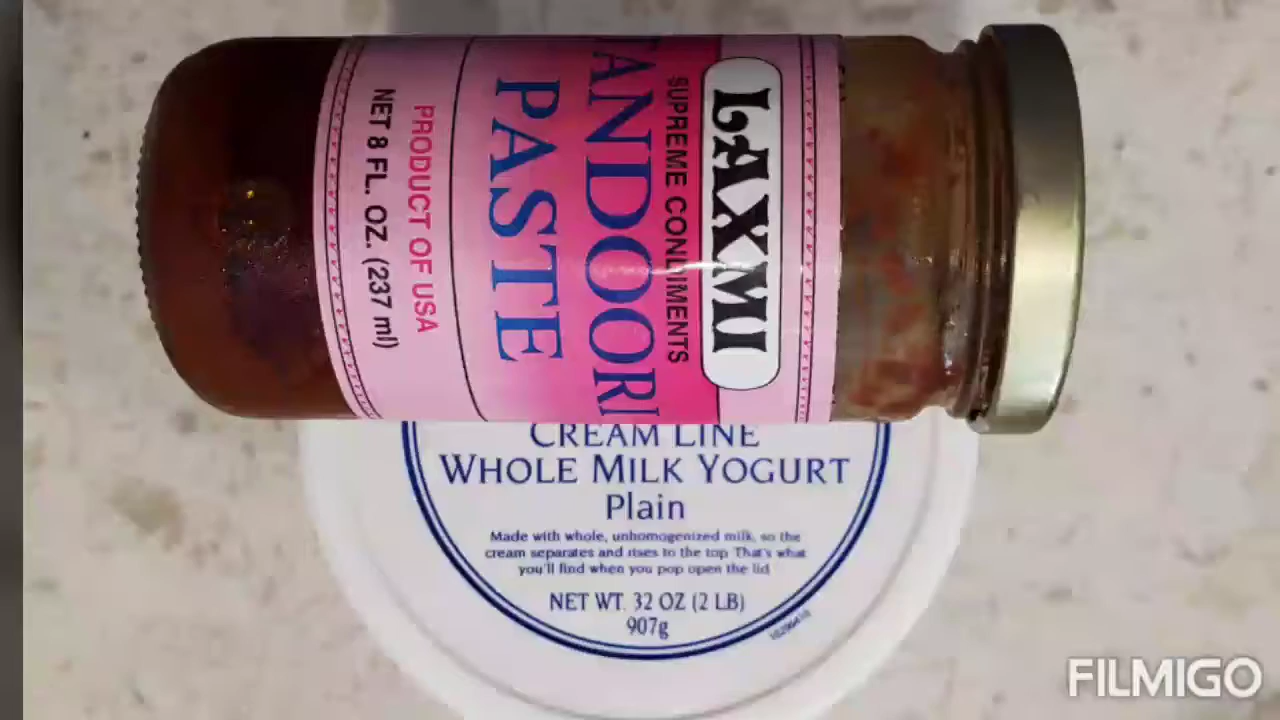 LAXMI
SUPREME CONDIMENTS
TANDOORI
PASTE
PRODUCT OF USA
NET 8 FL. OZ. (237 ml)
CREAM LINE
WHOLE MILK YOGURT
Plain
Made with whole, unhomogenized milk, so the
cream separates and rises to the top. That's what
you'll find when you pop open the lid
NET WT. 32 OZ (2 LB)
907g
FILMIGO